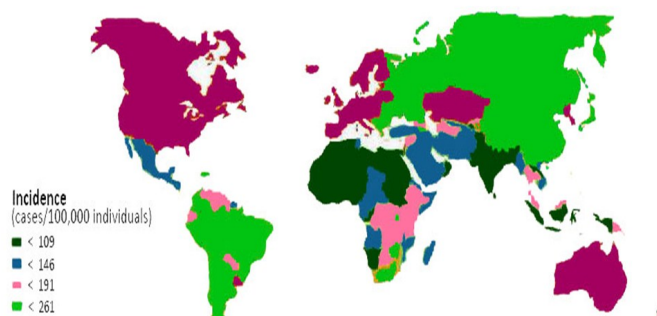 Incidence
(cases/100,000 individuals)
< 109
< 146
< 191
< 261